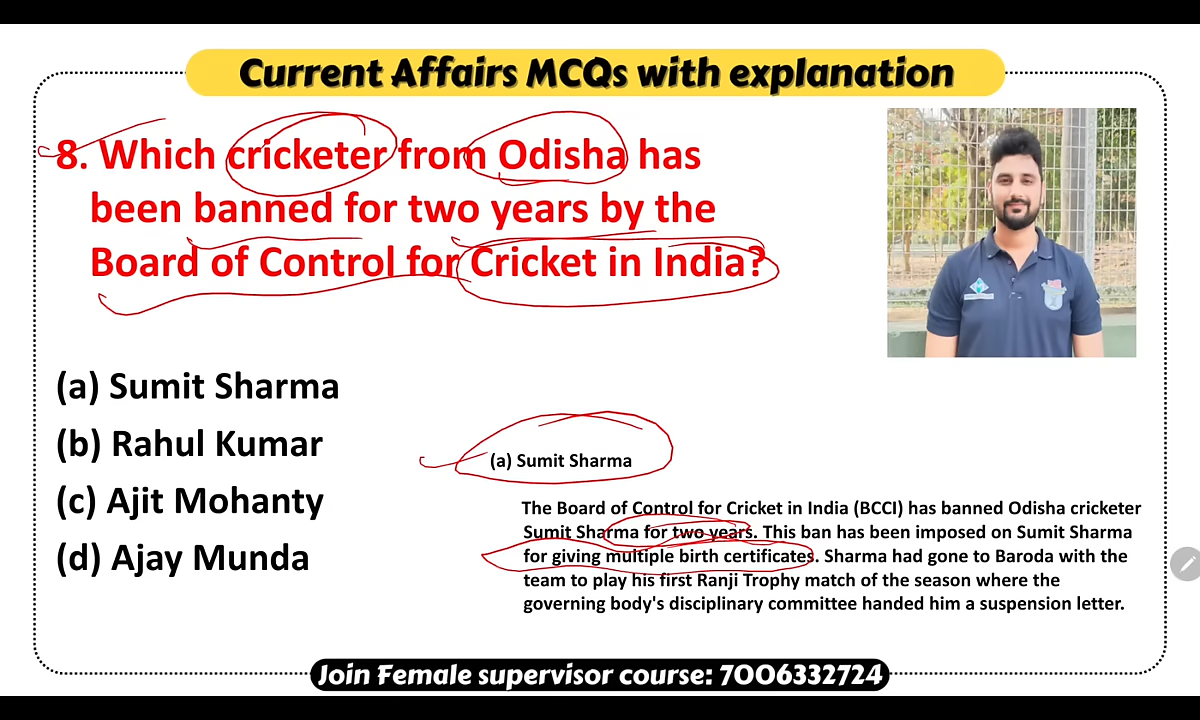 Current Affairs MCQs with explanation
8. Which cricketer from Odisha has
been banned for two years by the
Board of Control for Cricket in India?
(a) Sumit Sharma
(b) Rahul Kumar
(c) Ajit Mohanty
(d) Ajay Munda
(a) Sumit Sharma
The Board of Control for Cricket in India (BCCI) has banned Odisha cricketer
Sumit Sharma for two years. This ban has been imposed on Sumit Sharma
for giving multiple birth certificates. Sharma had gone to Baroda with the
team to play his first Ranji Trophy match of the season where the
governing body's disciplinary committee handed him a suspension letter.
Join Female supervisor course: 7006332724